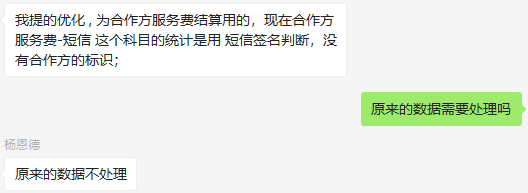 我提的优化 , 为合作方服务费结算用的，现在合作方
服务费-短信 这个科目的统计是用 短信签名判断，没
有合作方的标识；
原来的数据需要处理吗
杨恩德
原来的数据不处理